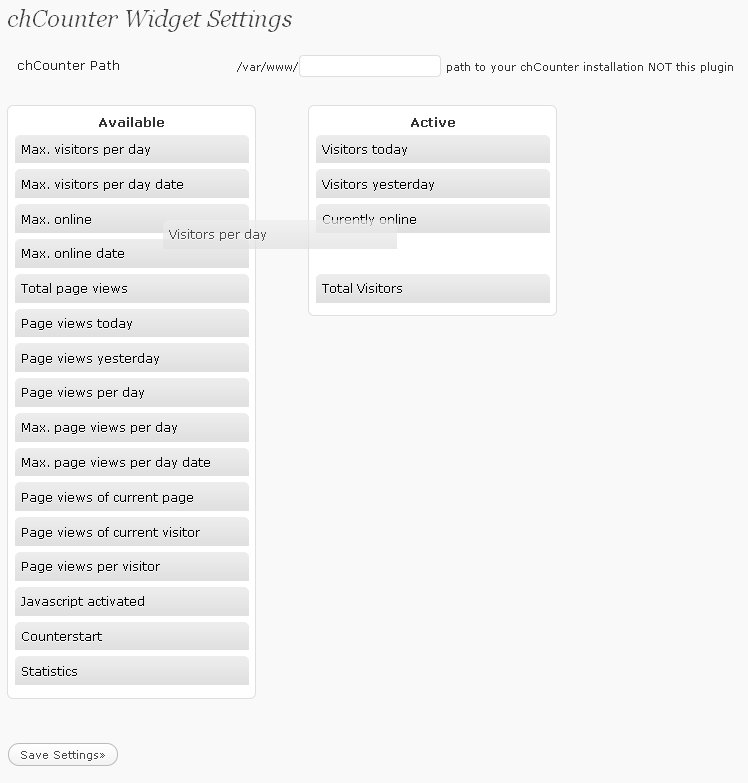 chCounter Widget Settings
chCounter Path /var/www/ path to your chCounter installation NOT this plugin
Available
Max. visitors per day
Max. visitors per day date
Max. online
Max. online date
Total page views
Page views today
Page views yesterday
Page views per day
Max. page views per day
Max. page views per day date
Page views of current page
Page views of current visitor
Page views per visitor
Javascript activated
Counterstart
Statistics
Visitors per day
Active
Visitors today
Visitors yesterday
Curently online
Total Visitors
Save Settings»